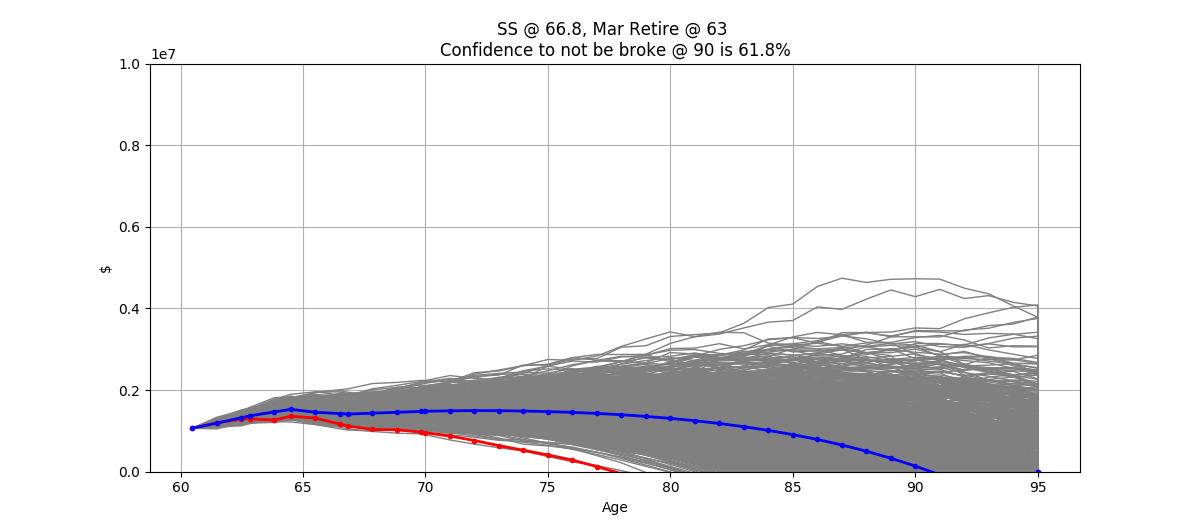 SS @ 66.8, Mar Retire @ 63
Confidence to not be broke @ 90 is 61.8%
1e7
1.0
0.8
0.6
$
0.4
0.2
0.0
60 65 70 75 80 85 90 95
Age